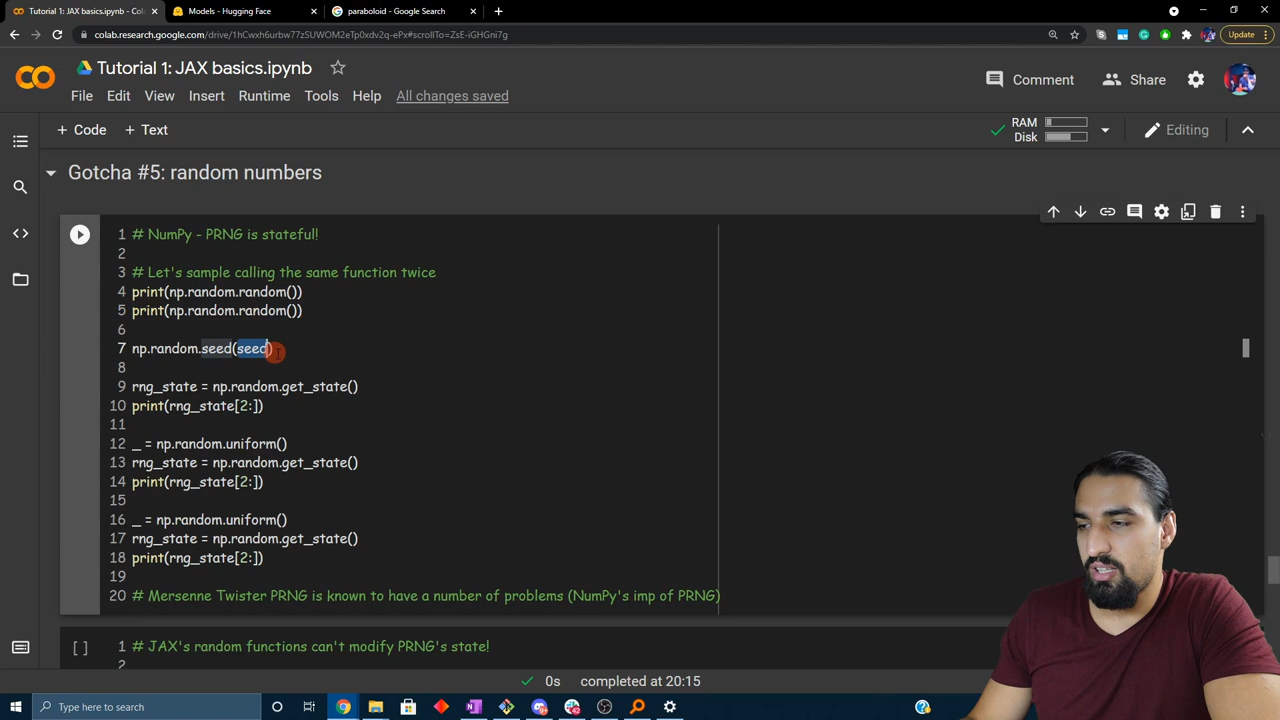 Tutorial 1: JAX basics.ipynb - Col
Models - Hugging Face
paraboloid - Google Search
colab.research.google.com/drive/1hCwxh6urbw77zSUWOM2eTp0xdv2q-ePx#scrollTo=ZsE-iGHGni7g
Update
Tutorial 1: JAX basics.ipynb
Comment
Share
File Edit View Insert Runtime Tools Help All changes saved
+ Code + Text
RAM
Disk
Editing
Gotcha #5: random numbers
1 # NumPy - PRNG is stateful!
2
3 # Let's sample calling the same function twice
4 print(np.random.random())
5 print(np.random.random())
6
7 np.random.seed(seed)
8
9 rng_state = np.random.get_state()
10 print(rng_state[2:])
11
12 _ = np.random.uniform()
13 rng_state = np.random.get_state()
14 print(rng_state[2:])
15
16 _ = np.random.uniform()
17 rng_state = np.random.get_state()
18 print(rng_state[2:])
19
20 # Mersenne Twister PRNG is known to have a number of problems (NumPy's imp of PRNG)
[ ] 1 # JAX's random functions can't modify PRNG's state!
2
0s completed at 20:15
Type here to search